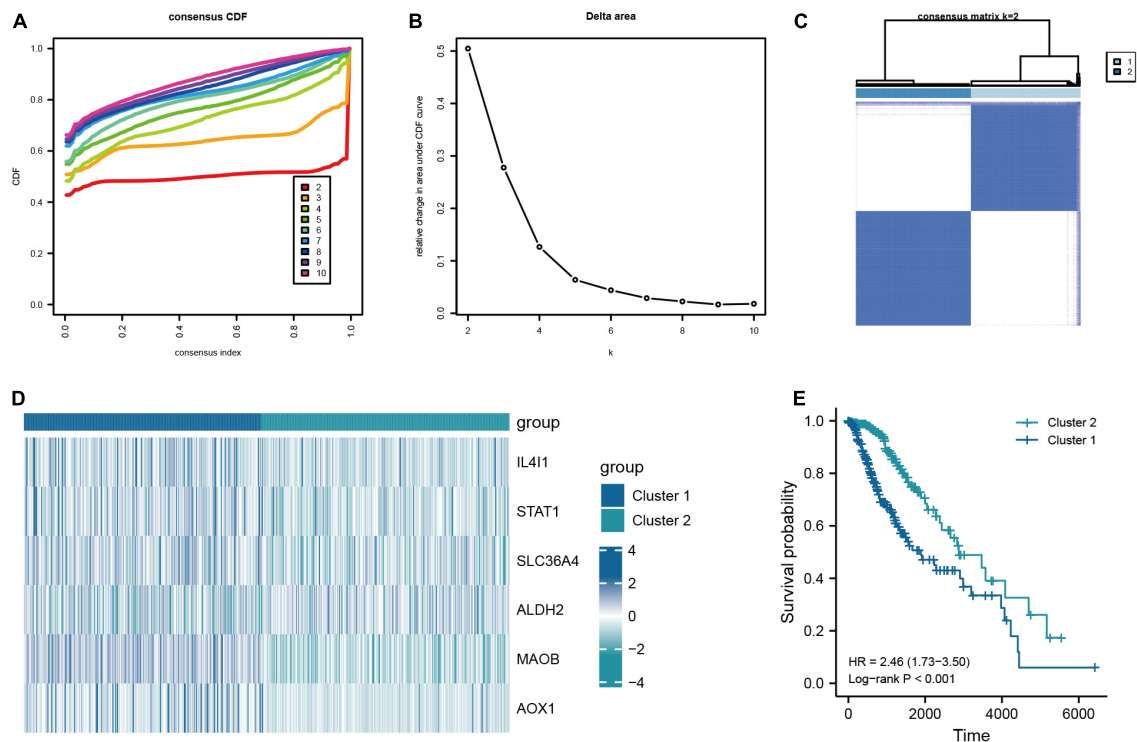 A
consensus CDF
CDF
1.0
0.8
0.6
0.4
0.2
0.0
0.0
0.2
0.4
0.6
0.8
1.0
consensus index
2
3
4
5
6
7
8
9
10
B
Delta area
relative change in area under CDF curve
0.5
0.4
0.3
0.2
0.1
0.0
2
4
6
8
10
k
C
consensus matrix k=2
1
2
D
group
IL4I1
STAT1
SLC36A4
ALDH2
MAOB
AOX1
group
Cluster 1
Cluster 2
4
2
0
−2
−4
E
Survival probability
1.0
0.8
0.6
0.4
0.2
0.0
Cluster 2
Cluster 1
HR = 2.46 (1.73−3.50)
Log−rank P < 0.001
0
2000
4000
6000
Time